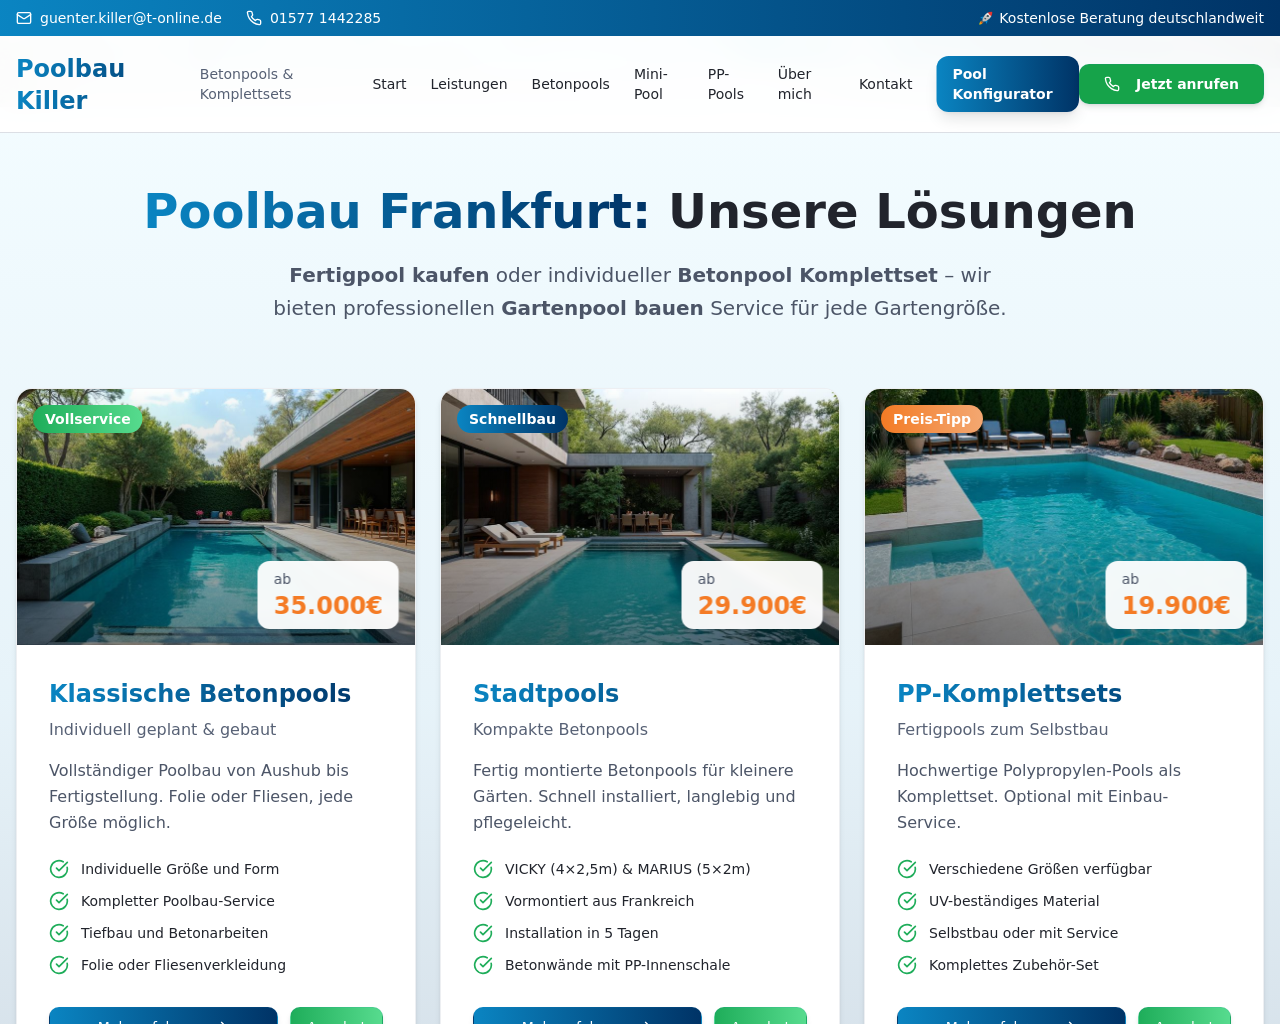 guenter.killer@t-online.de
01577 1442285
🚀 Kostenlose Beratung deutschlandweit
Poolbau
Killer
Betonpools &
Komplettsets
Start
Leistungen
Betonpools
Mini-
Pool
PP-
Pools
Über
mich
Kontakt
Pool
Konfigurator
Jetzt anrufen
Poolbau Frankfurt: Unsere Lösungen
Fertigpool kaufen oder individueller Betonpool Komplettset – wir
bieten professionellen Gartenpool bauen Service für jede Gartengröße.
Vollservice
ab
35.000€
Klassische Betonpools
Individuell geplant & gebaut
Vollständiger Poolbau von Aushub bis
Fertigstellung. Folie oder Fliesen, jede
Größe möglich.
Individuelle Größe und Form
Kompletter Poolbau-Service
Tiefbau und Betonarbeiten
Folie oder Fliesenverkleidung
Schnellbau
ab
29.900€
Stadtpools
Kompakte Betonpools
Fertig montierte Betonpools für kleinere
Gärten. Schnell installiert, langlebig und
pflegeleicht.
VICKY (4×2,5m) & MARIUS (5×2m)
Vormontiert aus Frankreich
Installation in 5 Tagen
Betonwände mit PP-Innenschale
Preis-Tipp
ab
19.900€
PP-Komplettsets
Fertigpools zum Selbstbau
Hochwertige Polypropylen-Pools als
Komplettset. Optional mit Einbau-
Service.
Verschiedene Größen verfügbar
UV-beständiges Material
Selbstbau oder mit Service
Komplettes Zubehör-Set